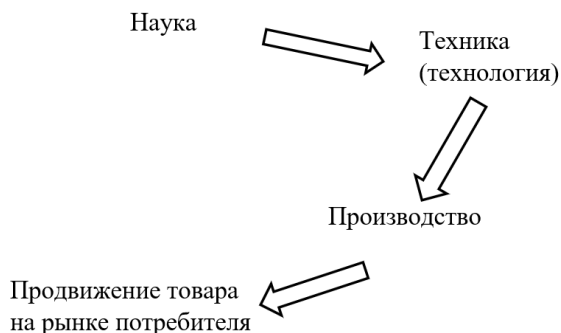 Наука
Техника
(технология)
Производство
Продвижение товара
на рынке потребителя